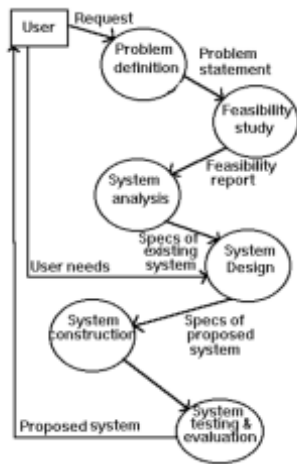 User
Request
Problem
definition
Problem
statement
Feasibility
study
Feasibility
report
System
analysis
Specs of
existing
system
User needs
System
Design
System
construction
Specs of
proposed
system
System
testing &
evaluation
Proposed system